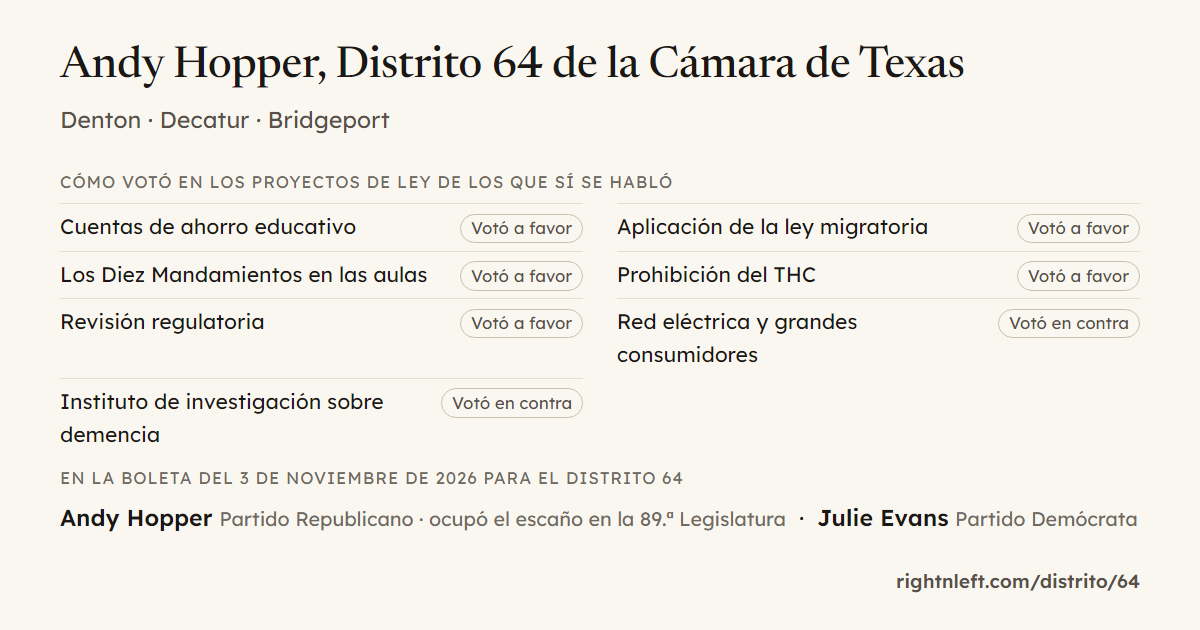 Andy Hopper, Distrito 64 de la Cámara de Texas
Denton · Decatur · Bridgeport
CÓMO VOTÓ EN LOS PROYECTOS DE LEY DE LOS QUE SÍ SE HABLÓ
Cuentas de ahorro educativo Votó a favor
Aplicación de la ley migratoria Votó a favor
Los Diez Mandamientos en las aulas Votó a favor
Prohibición del THC Votó a favor
Revisión regulatoria Votó a favor
Red eléctrica y grandes Votó en contra
consumidores
Instituto de investigación sobre Votó en contra
demencia
EN LA BOLETA DEL 3 DE NOVIEMBRE DE 2026 PARA EL DISTRITO 64
Andy Hopper Partido Republicano · ocupó el escaño en la 89.ª Legislatura · Julie Evans Partido Demócrata
rightnleft.com/distrito/64